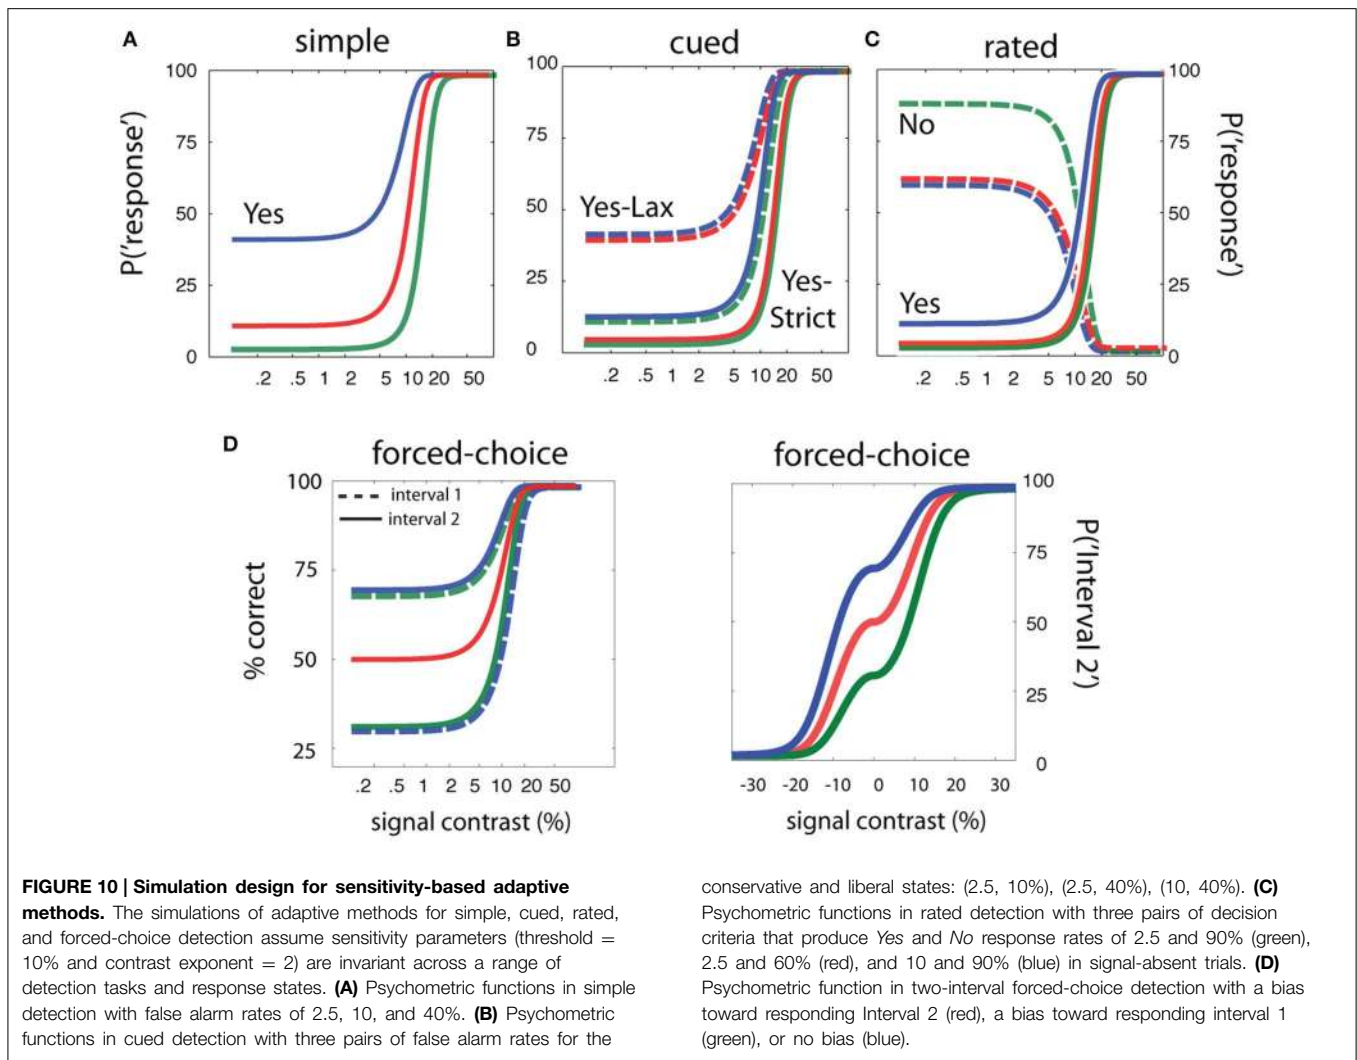 A
simple
100
75
50
25
0
P('response')
Yes
.2 .5 1 2 5 10 20 50
B
cued
100
75
50
25
0
Yes-Lax
Yes-
Strict
.2 .5 1 2 5 10 20 50
C
rated
100
75
50
25
0
P('response')
No
Yes
.2 .5 1 2 5 10 20 50
D
forced-choice
100
75
50
25
% correct
interval 1
interval 2
.2 .5 1 2 5 10 20 50
signal contrast (%)
forced-choice
100
75
50
25
0
P('Interval 2')
-30 -20 -10 0 10 20 30
signal contrast (%)
FIGURE 10 | Simulation design for sensitivity-based adaptive
methods. The simulations of adaptive methods for simple, cued, rated,
and forced-choice detection assume sensitivity parameters (threshold =
10% and contrast exponent = 2) are invariant across a range of
detection tasks and response states. (A) Psychometric functions in simple
detection with false alarm rates of 2.5, 10, and 40%. (B) Psychometric
functions in cued detection with three pairs of false alarm rates for the
conservative and liberal states: (2.5, 10%), (2.5, 40%), (10, 40%). (C)
Psychometric functions in rated detection with three pairs of decision
criteria that produce Yes and No response rates of 2.5 and 90% (green),
2.5 and 60% (red), and 10 and 90% (blue) in signal-absent trials. (D)
Psychometric function in two-interval forced-choice detection with a bias
toward responding Interval 2 (red), a bias toward responding interval 1
(green), or no bias (blue).